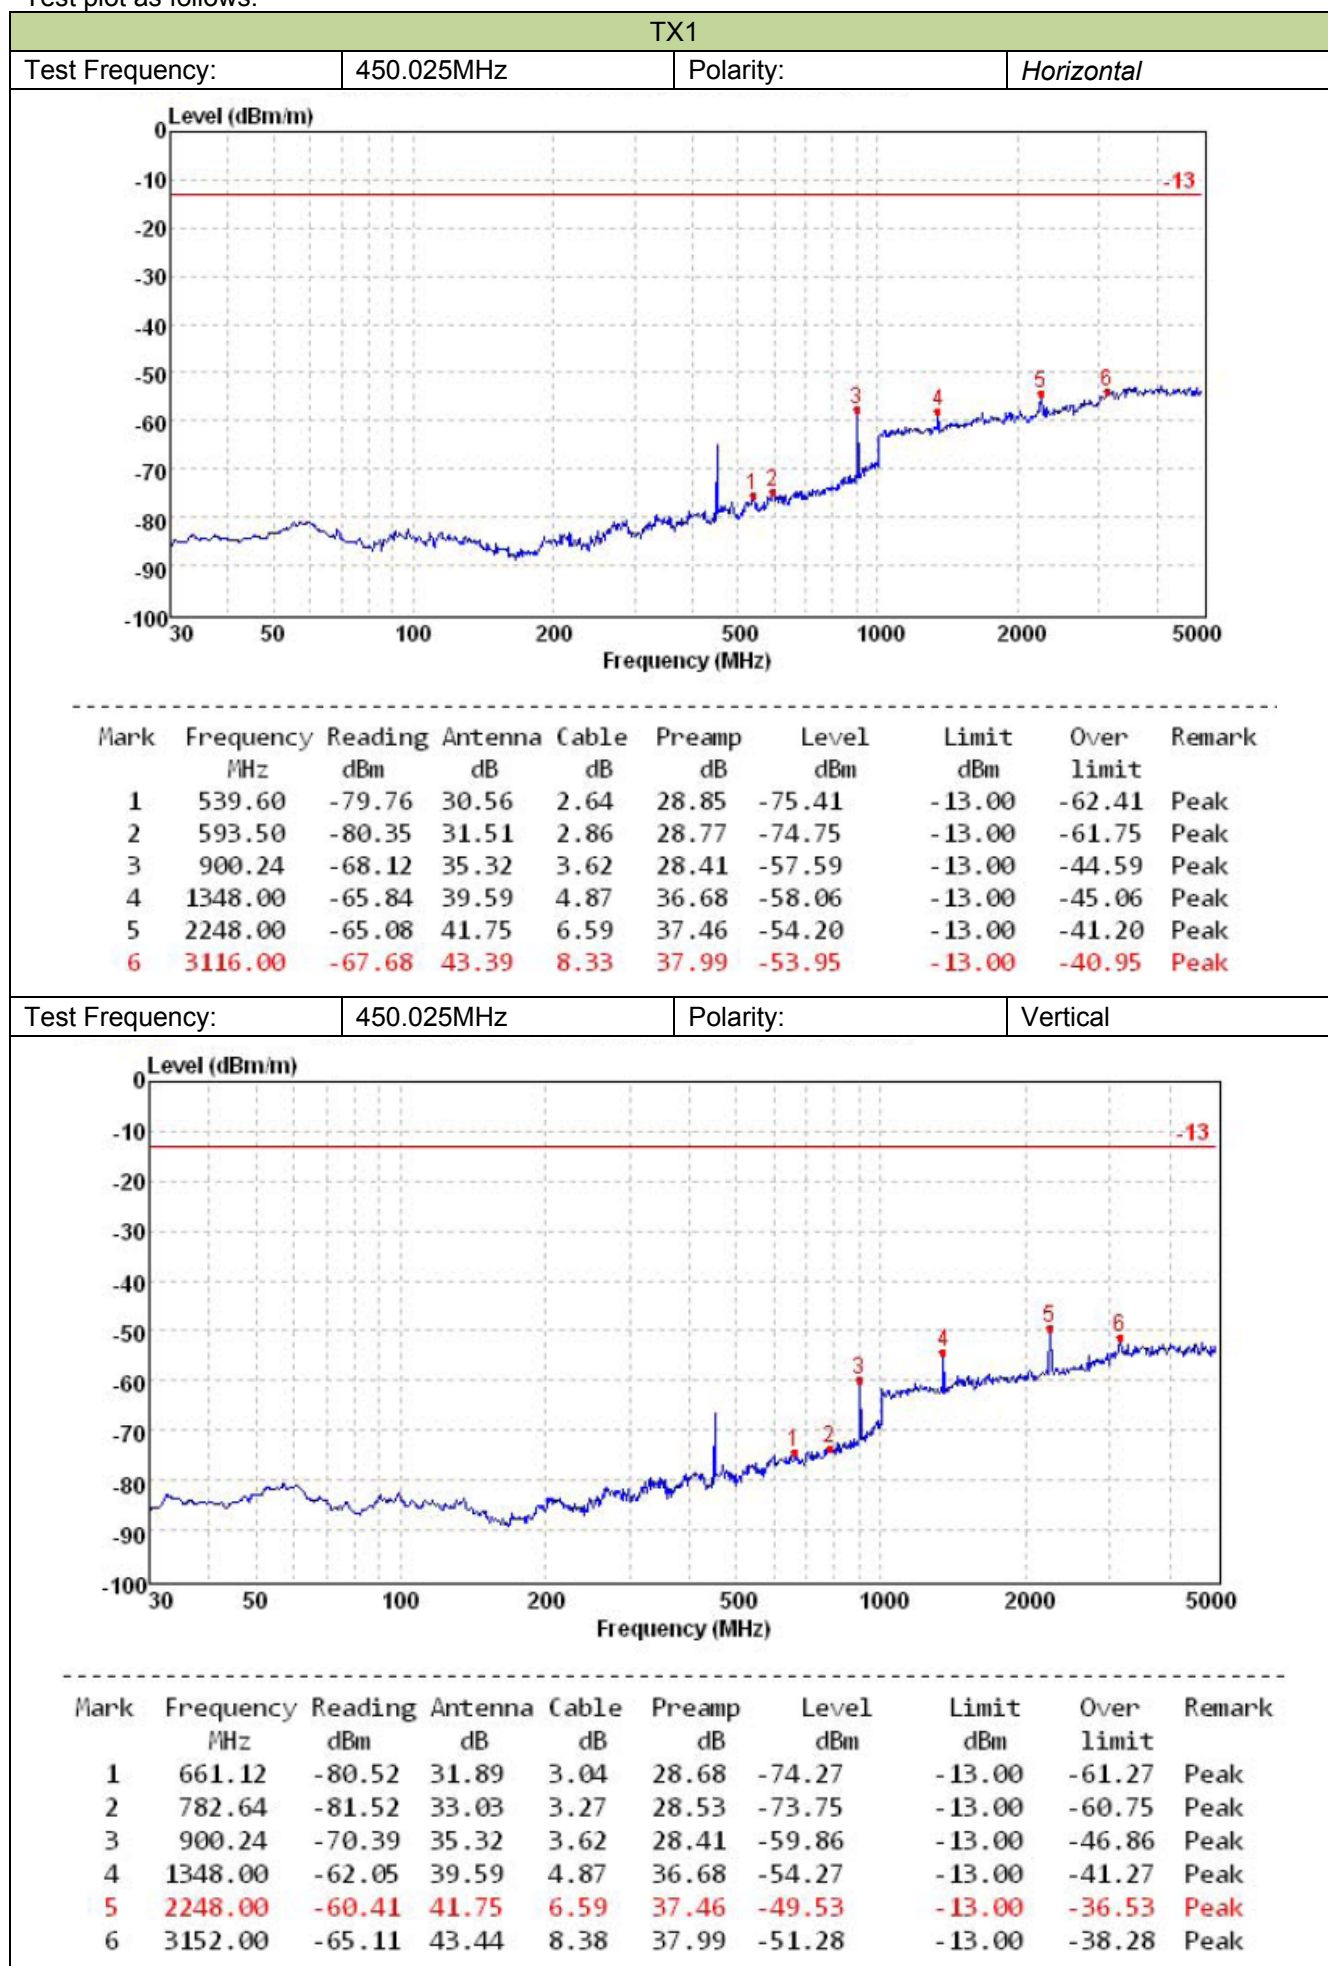 Test plot as follows:
TX1
Test Frequency: 450.025MHz Polarity: Horizontal
Level (dBm/m)
0
-10
-13
-20
-30
-40
-50
-60
-70
-80
-90
-100
5 6
3 4
1 2
30 50 100 200 500 1000 2000 5000
Frequency (MHz)
Mark Frequency Reading Antenna Cable Preamp Level Limit Over Remark
MHz dBm dB dB dB dBm dBm limit
1 539.60 -79.76 30.56 2.64 28.85 -75.41 -13.00 -62.41 Peak
2 593.50 -80.35 31.51 2.86 28.77 -74.75 -13.00 -61.75 Peak
3 900.24 -68.12 35.32 3.62 28.41 -57.59 -13.00 -44.59 Peak
4 1348.00 -65.84 39.59 4.87 36.68 -58.06 -13.00 -45.06 Peak
5 2248.00 -65.08 41.75 6.59 37.46 -54.20 -13.00 -41.20 Peak
6 3116.00 -67.68 43.39 8.33 37.99 -53.95 -13.00 -40.95 Peak
Test Frequency: 450.025MHz Polarity: Vertical
Level (dBm/m)
0
-10
-13
-20
-30
-40
-50
-60
-70
-80
-90
-100
5 6
4
3
1 2
30 50 100 200 500 1000 2000 5000
Frequency (MHz)
Mark Frequency Reading Antenna Cable Preamp Level Limit Over Remark
MHz dBm dB dB dB dBm dBm limit
1 661.12 -80.52 31.89 3.04 28.68 -74.27 -13.00 -61.27 Peak
2 782.64 -81.52 33.03 3.27 28.53 -73.75 -13.00 -60.75 Peak
3 900.24 -70.39 35.32 3.62 28.41 -59.86 -13.00 -46.86 Peak
4 1348.00 -62.05 39.59 4.87 36.68 -54.27 -13.00 -41.27 Peak
5 2248.00 -60.41 41.75 6.59 37.46 -49.53 -13.00 -36.53 Peak
6 3152.00 -65.11 43.44 8.38 37.99 -51.28 -13.00 -38.28 Peak